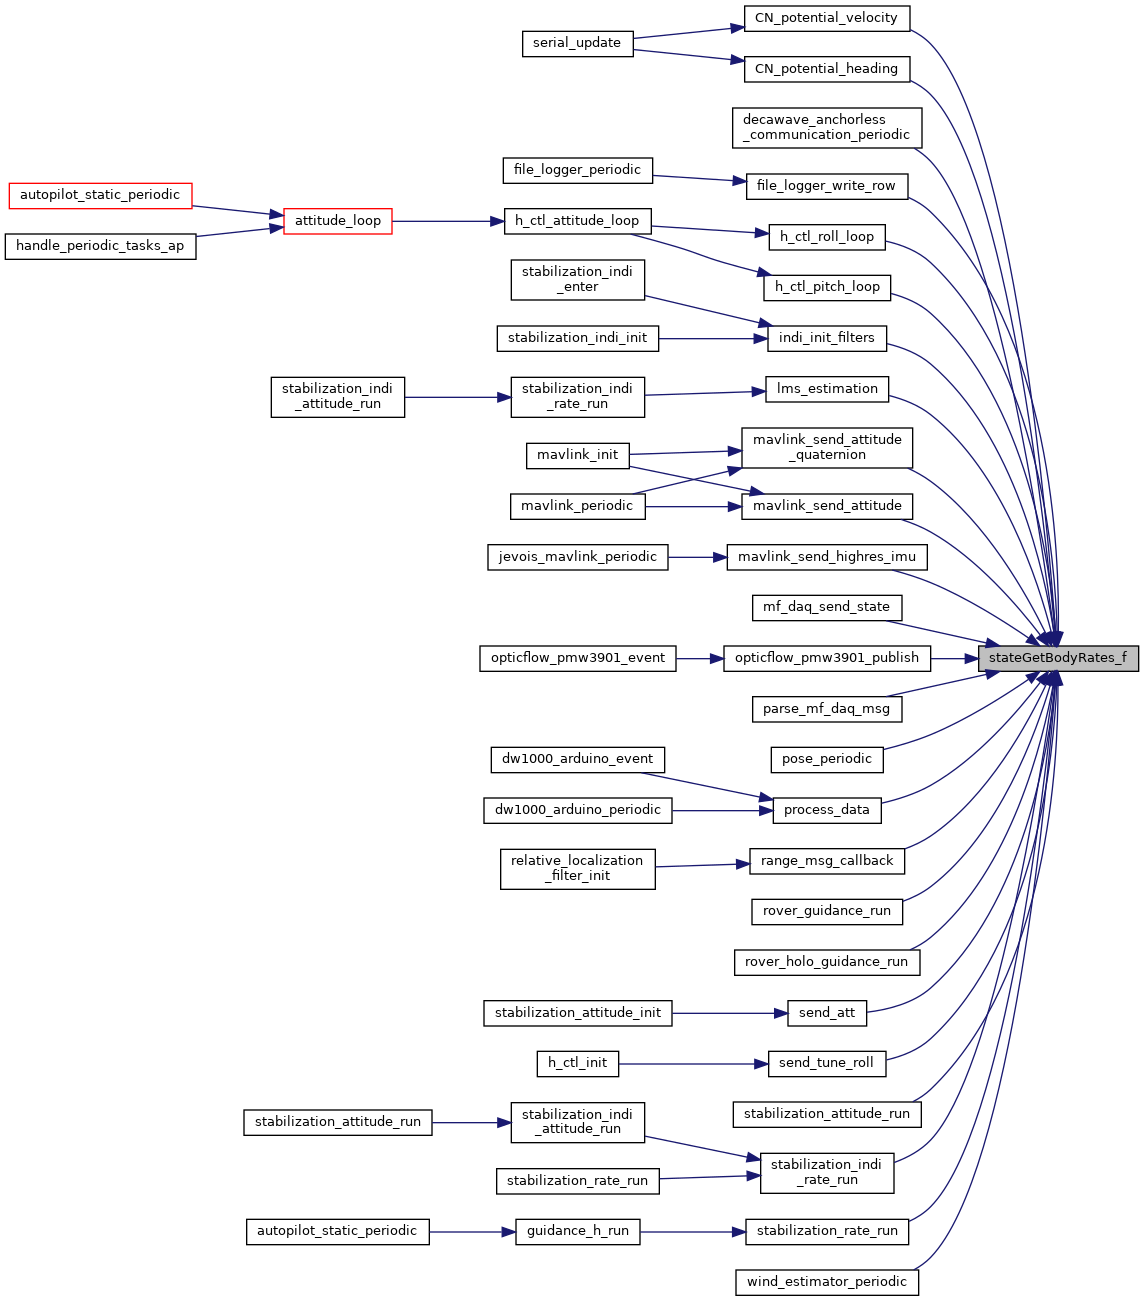 CN_potential_velocity
serial_update
CN_potential_heading
decawave_anchorless
_communication_periodic
file_logger_periodic
file_logger_write_row
autopilot_static_periodic
attitude_loop
h_ctl_attitude_loop
h_ctl_roll_loop
handle_periodic_tasks_ap
stabilization_indi
_enter
h_ctl_pitch_loop
stabilization_indi_init
indi_init_filters
stabilization_indi
_attitude_run
stabilization_indi
_rate_run
lms_estimation
mavlink_init
mavlink_send_attitude
_quaternion
mavlink_periodic
mavlink_send_attitude
jevois_mavlink_periodic
mavlink_send_highres_imu
mf_daq_send_state
opticflow_pmw3901_event
opticflow_pmw3901_publish
stateGetBodyRates_f
parse_mf_daq_msg
dw1000_arduino_event
pose_periodic
dw1000_arduino_periodic
process_data
relative_localization
_filter_init
range_msg_callback
rover_guidance_run
rover_holo_guidance_run
stabilization_attitude_init
send_att
h_ctl_init
send_tune_roll
stabilization_attitude_run
stabilization_indi
_attitude_run
stabilization_attitude_run
stabilization_rate_run
stabilization_indi
_rate_run
autopilot_static_periodic
guidance_h_run
stabilization_rate_run
wind_estimator_periodic